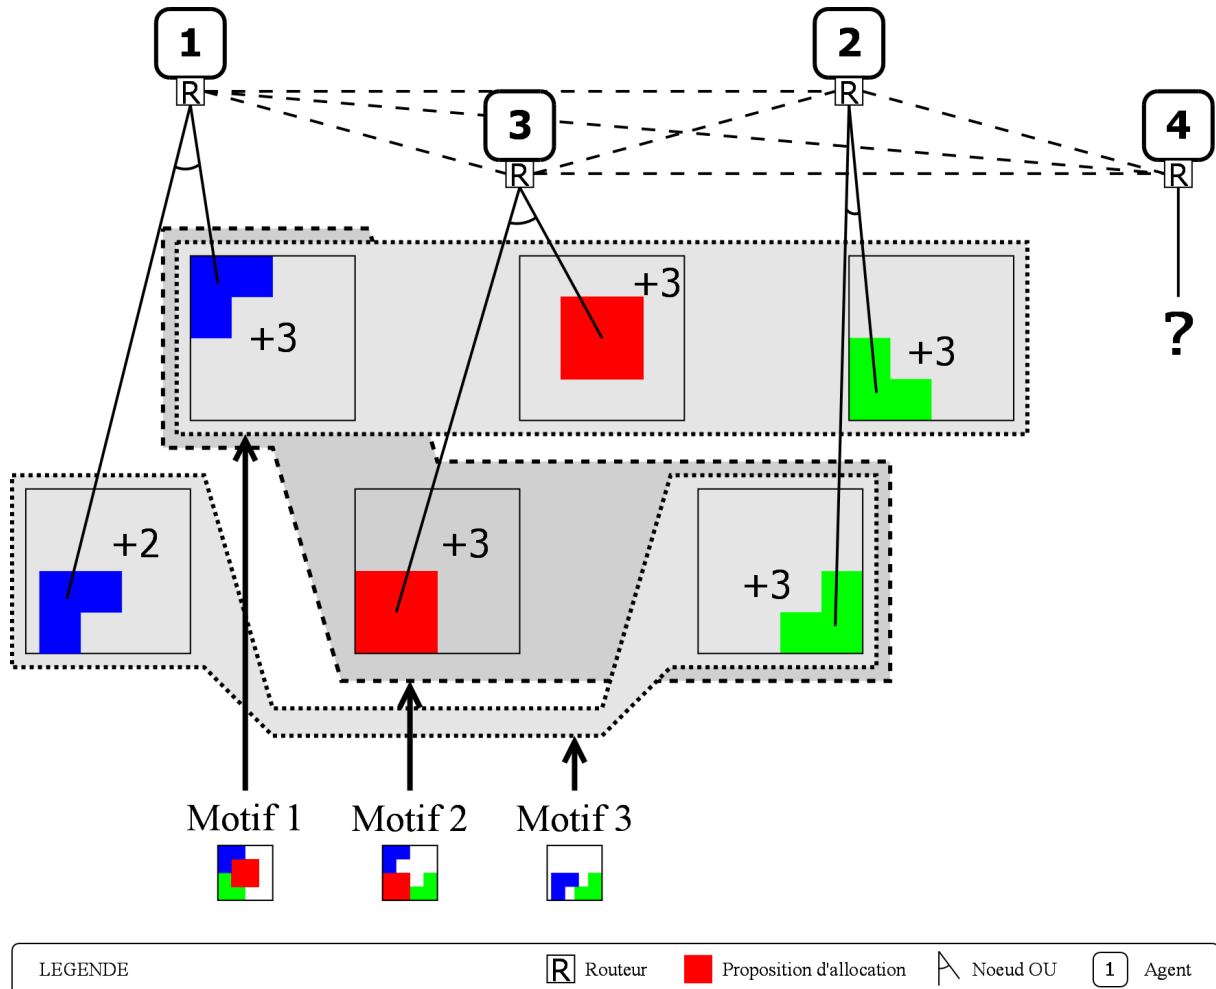 1
2
3
4
R
R
R
R
+3
+3
+3
?
+2
+3
+3
Motif 1
Motif 2
Motif 3
LEGENDE
R Routeur
Proposition d'allocation
Noeud OU
1 Agent